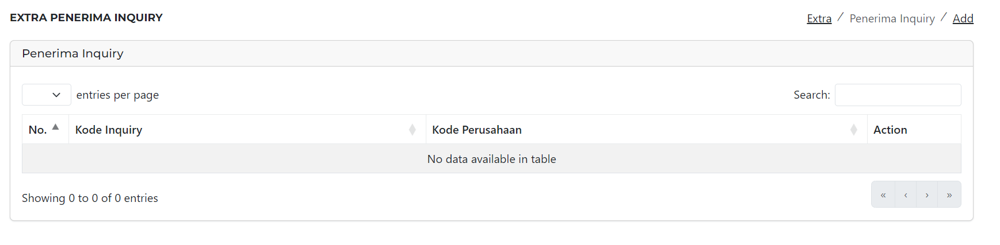 EXTRA PENERIMA INQUIRY
Extra / Penerima Inquiry / Add
Penerima Inquiry
entries per page
Search:
No. Kode Inquiry Kode Perusahaan Action
No data available in table
Showing 0 to 0 of 0 entries
« ‹ › »